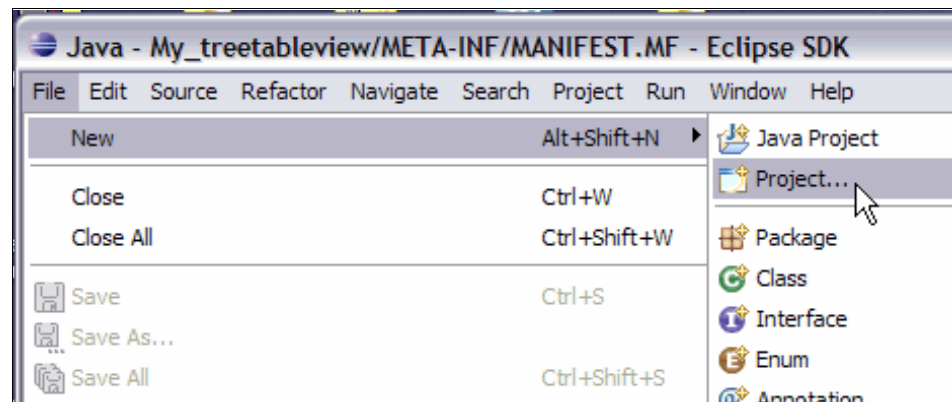 Java - My_treetableview/META-INF/MANIFEST.MF - Eclipse SDK
File Edit Source Refactor Navigate Search Project Run Window Help
New Alt+Shift+N
Java Project
Project...
Close Ctrl+W
Close All Ctrl+Shift+W
Package
Class
Save Ctrl+S
Interface
Save As...
Enum
Save All Ctrl+Shift+S
Annotation